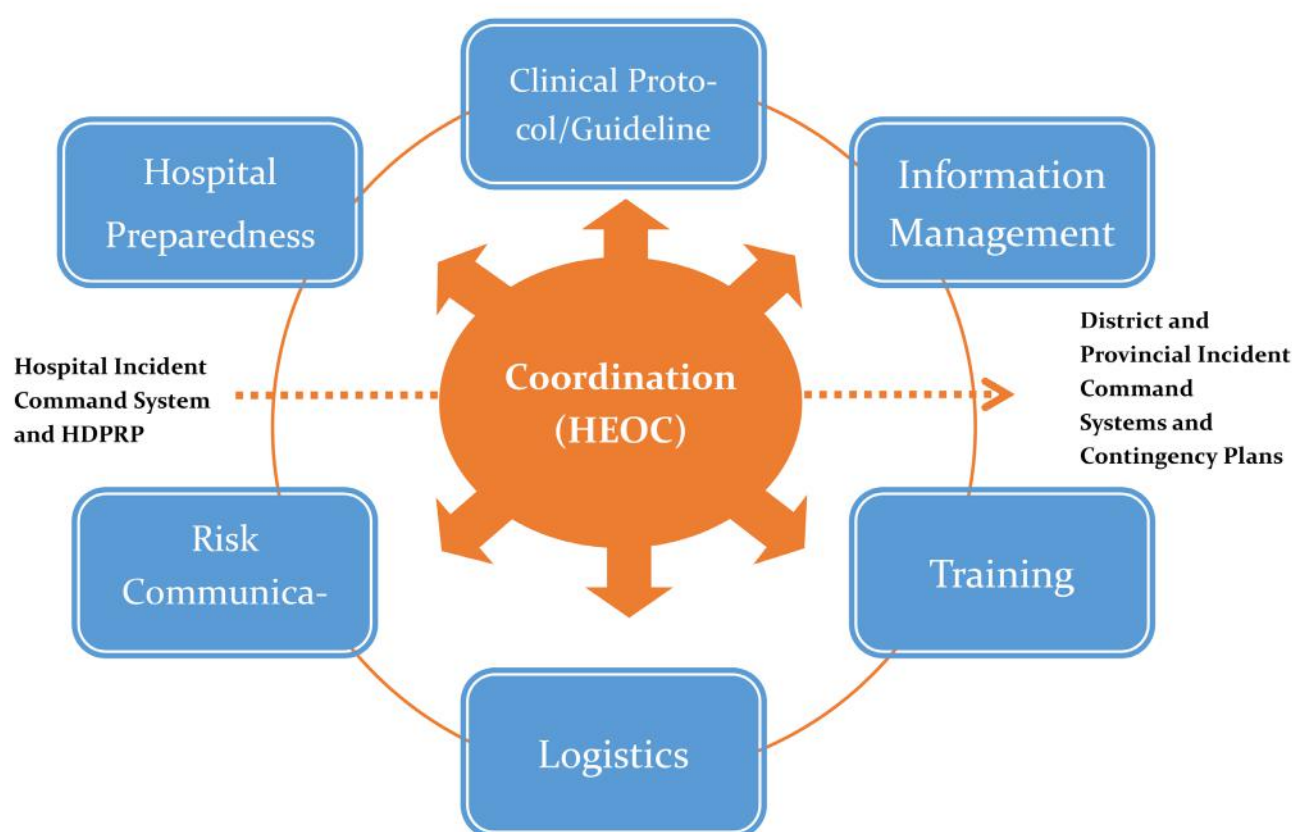 Clinical Proto-
col/Guideline
Hospital
Preparedness
Information
Management
Hospital Incident
Command System
and HDPRP
Coordination
(HEOC)
District and
Provincial Incident
Command
Systems and
Contingency Plans
Risk
Communica-
Training
Logistics